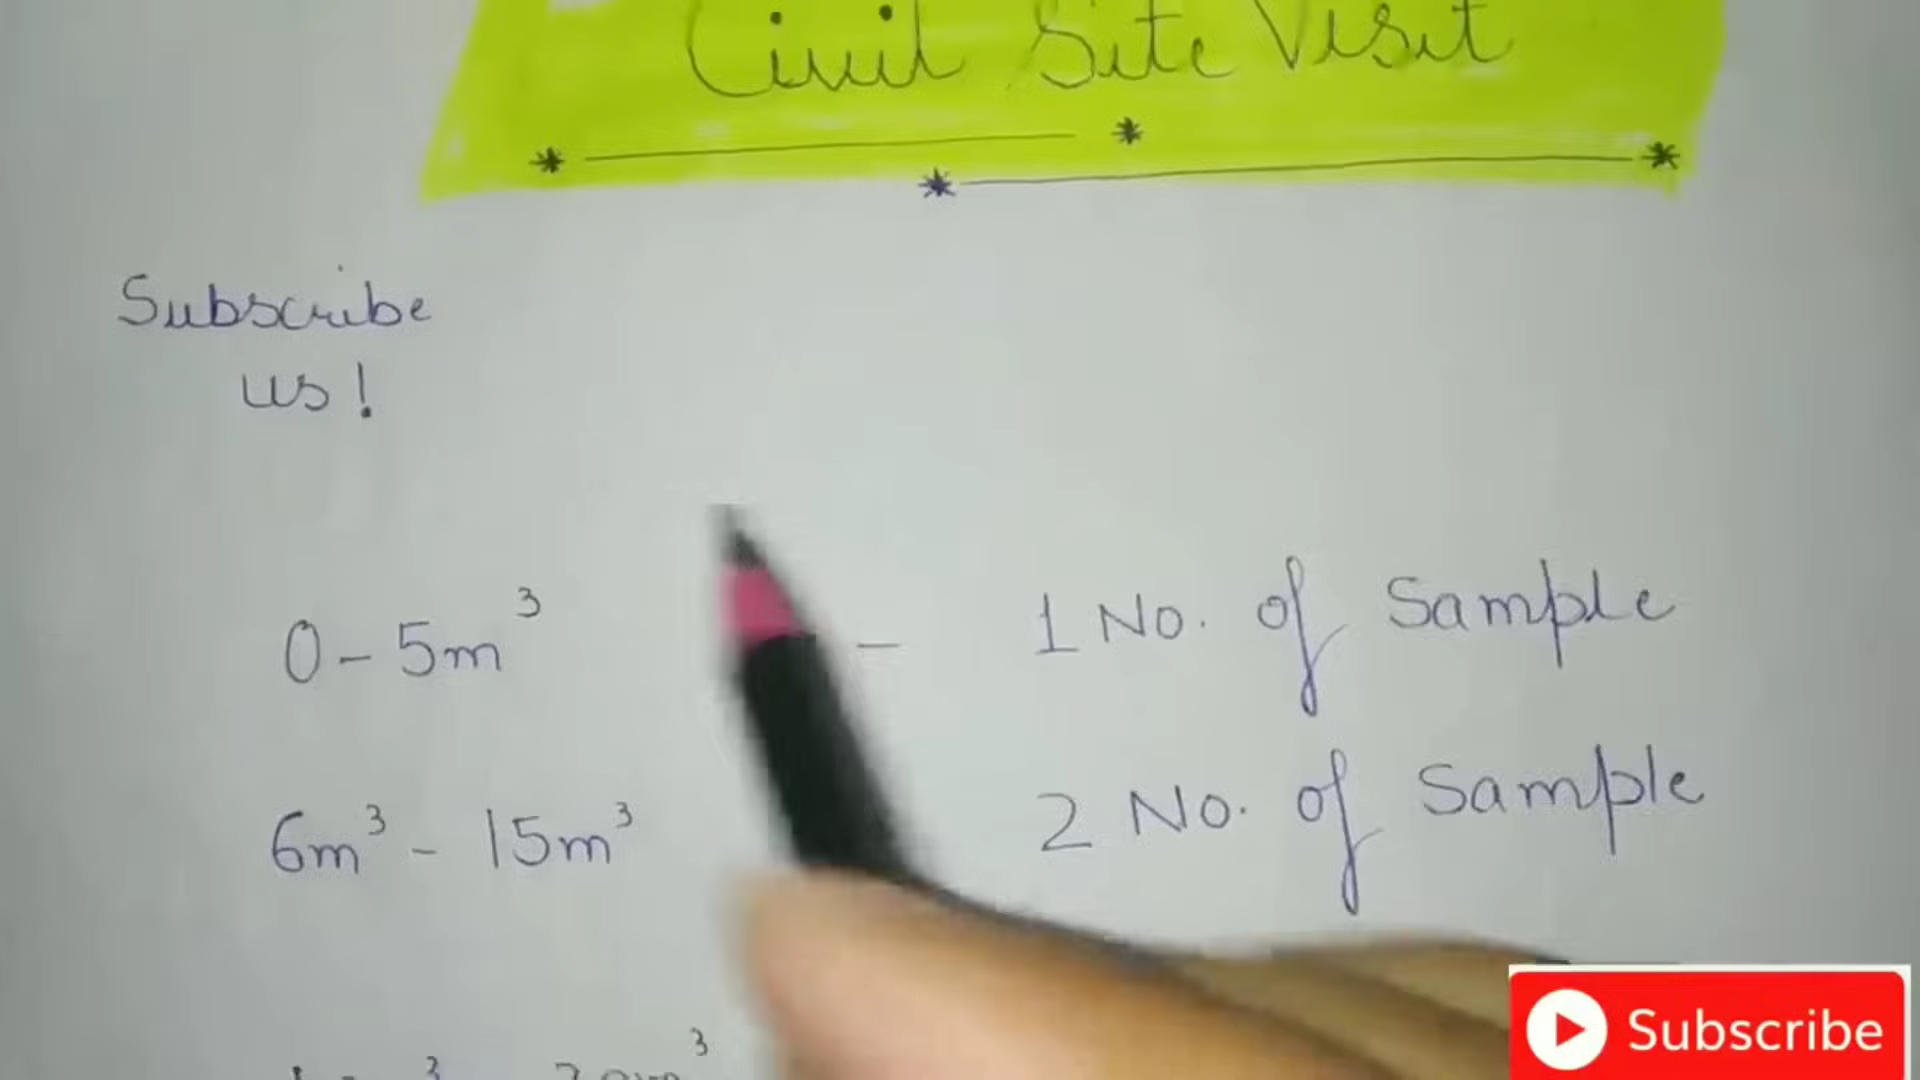 Civil Site Visit
Subscribe
us!
0 - 5m³ - 1 No. of Sample
6m³ - 15m³ 2 No. of Sample
Subscribe